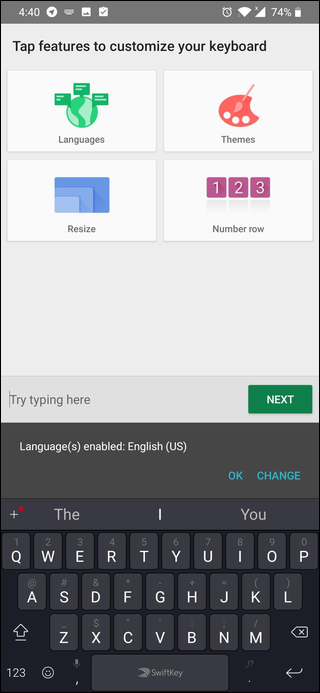 4:40 74%
Tap features to customize your keyboard
Languages Themes
1 2 3
Resize Number row
Try typing here NEXT
Language(s) enabled: English (US)
OK CHANGE
+ The I You
1 2 3 4 5 6 7 8 9 0
Q W E R T Y U I O P
@ # & * - + = ( )
A S D F G H J K L
_ $ " ' : ; /
Z X C V B N M
123 , SwiftKey !? .